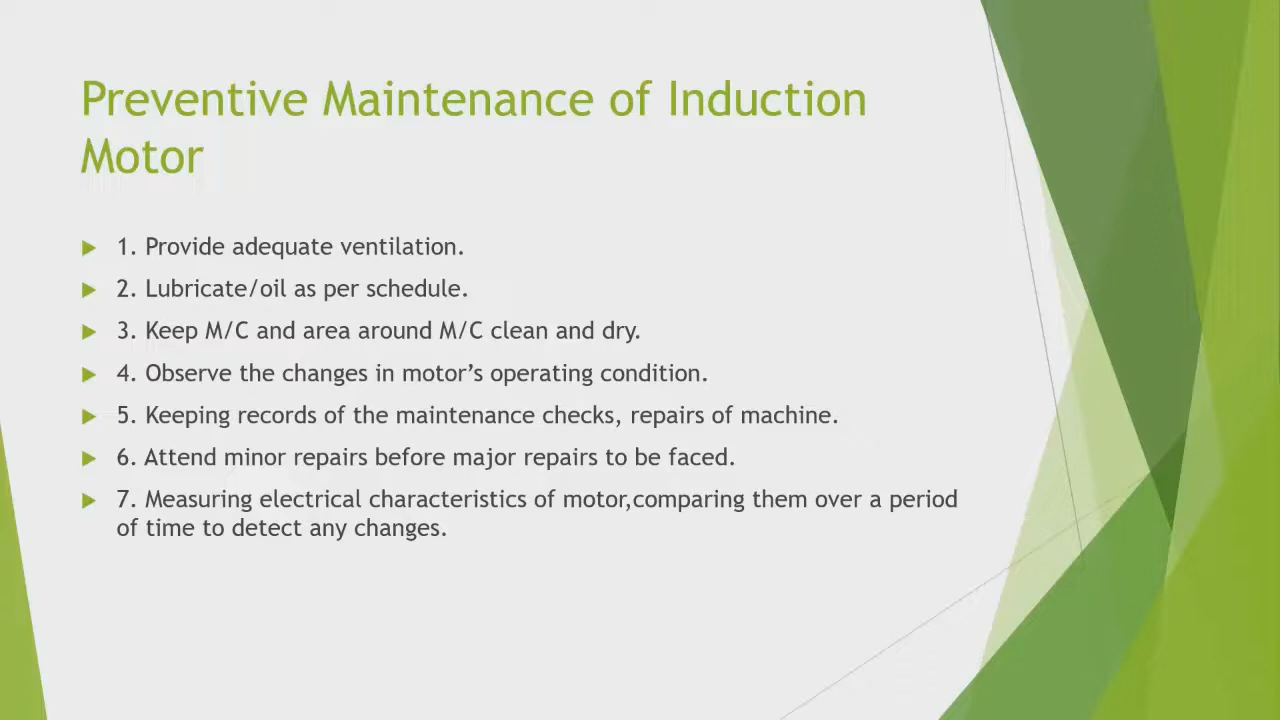 Preventive Maintenance of Induction
Motor
1. Provide adequate ventilation.
2. Lubricate/oil as per schedule.
3. Keep M/C and area around M/C clean and dry.
4. Observe the changes in motor’s operating condition.
5. Keeping records of the maintenance checks, repairs of machine.
6. Attend minor repairs before major repairs to be faced.
7. Measuring electrical characteristics of motor,comparing them over a period
of time to detect any changes.